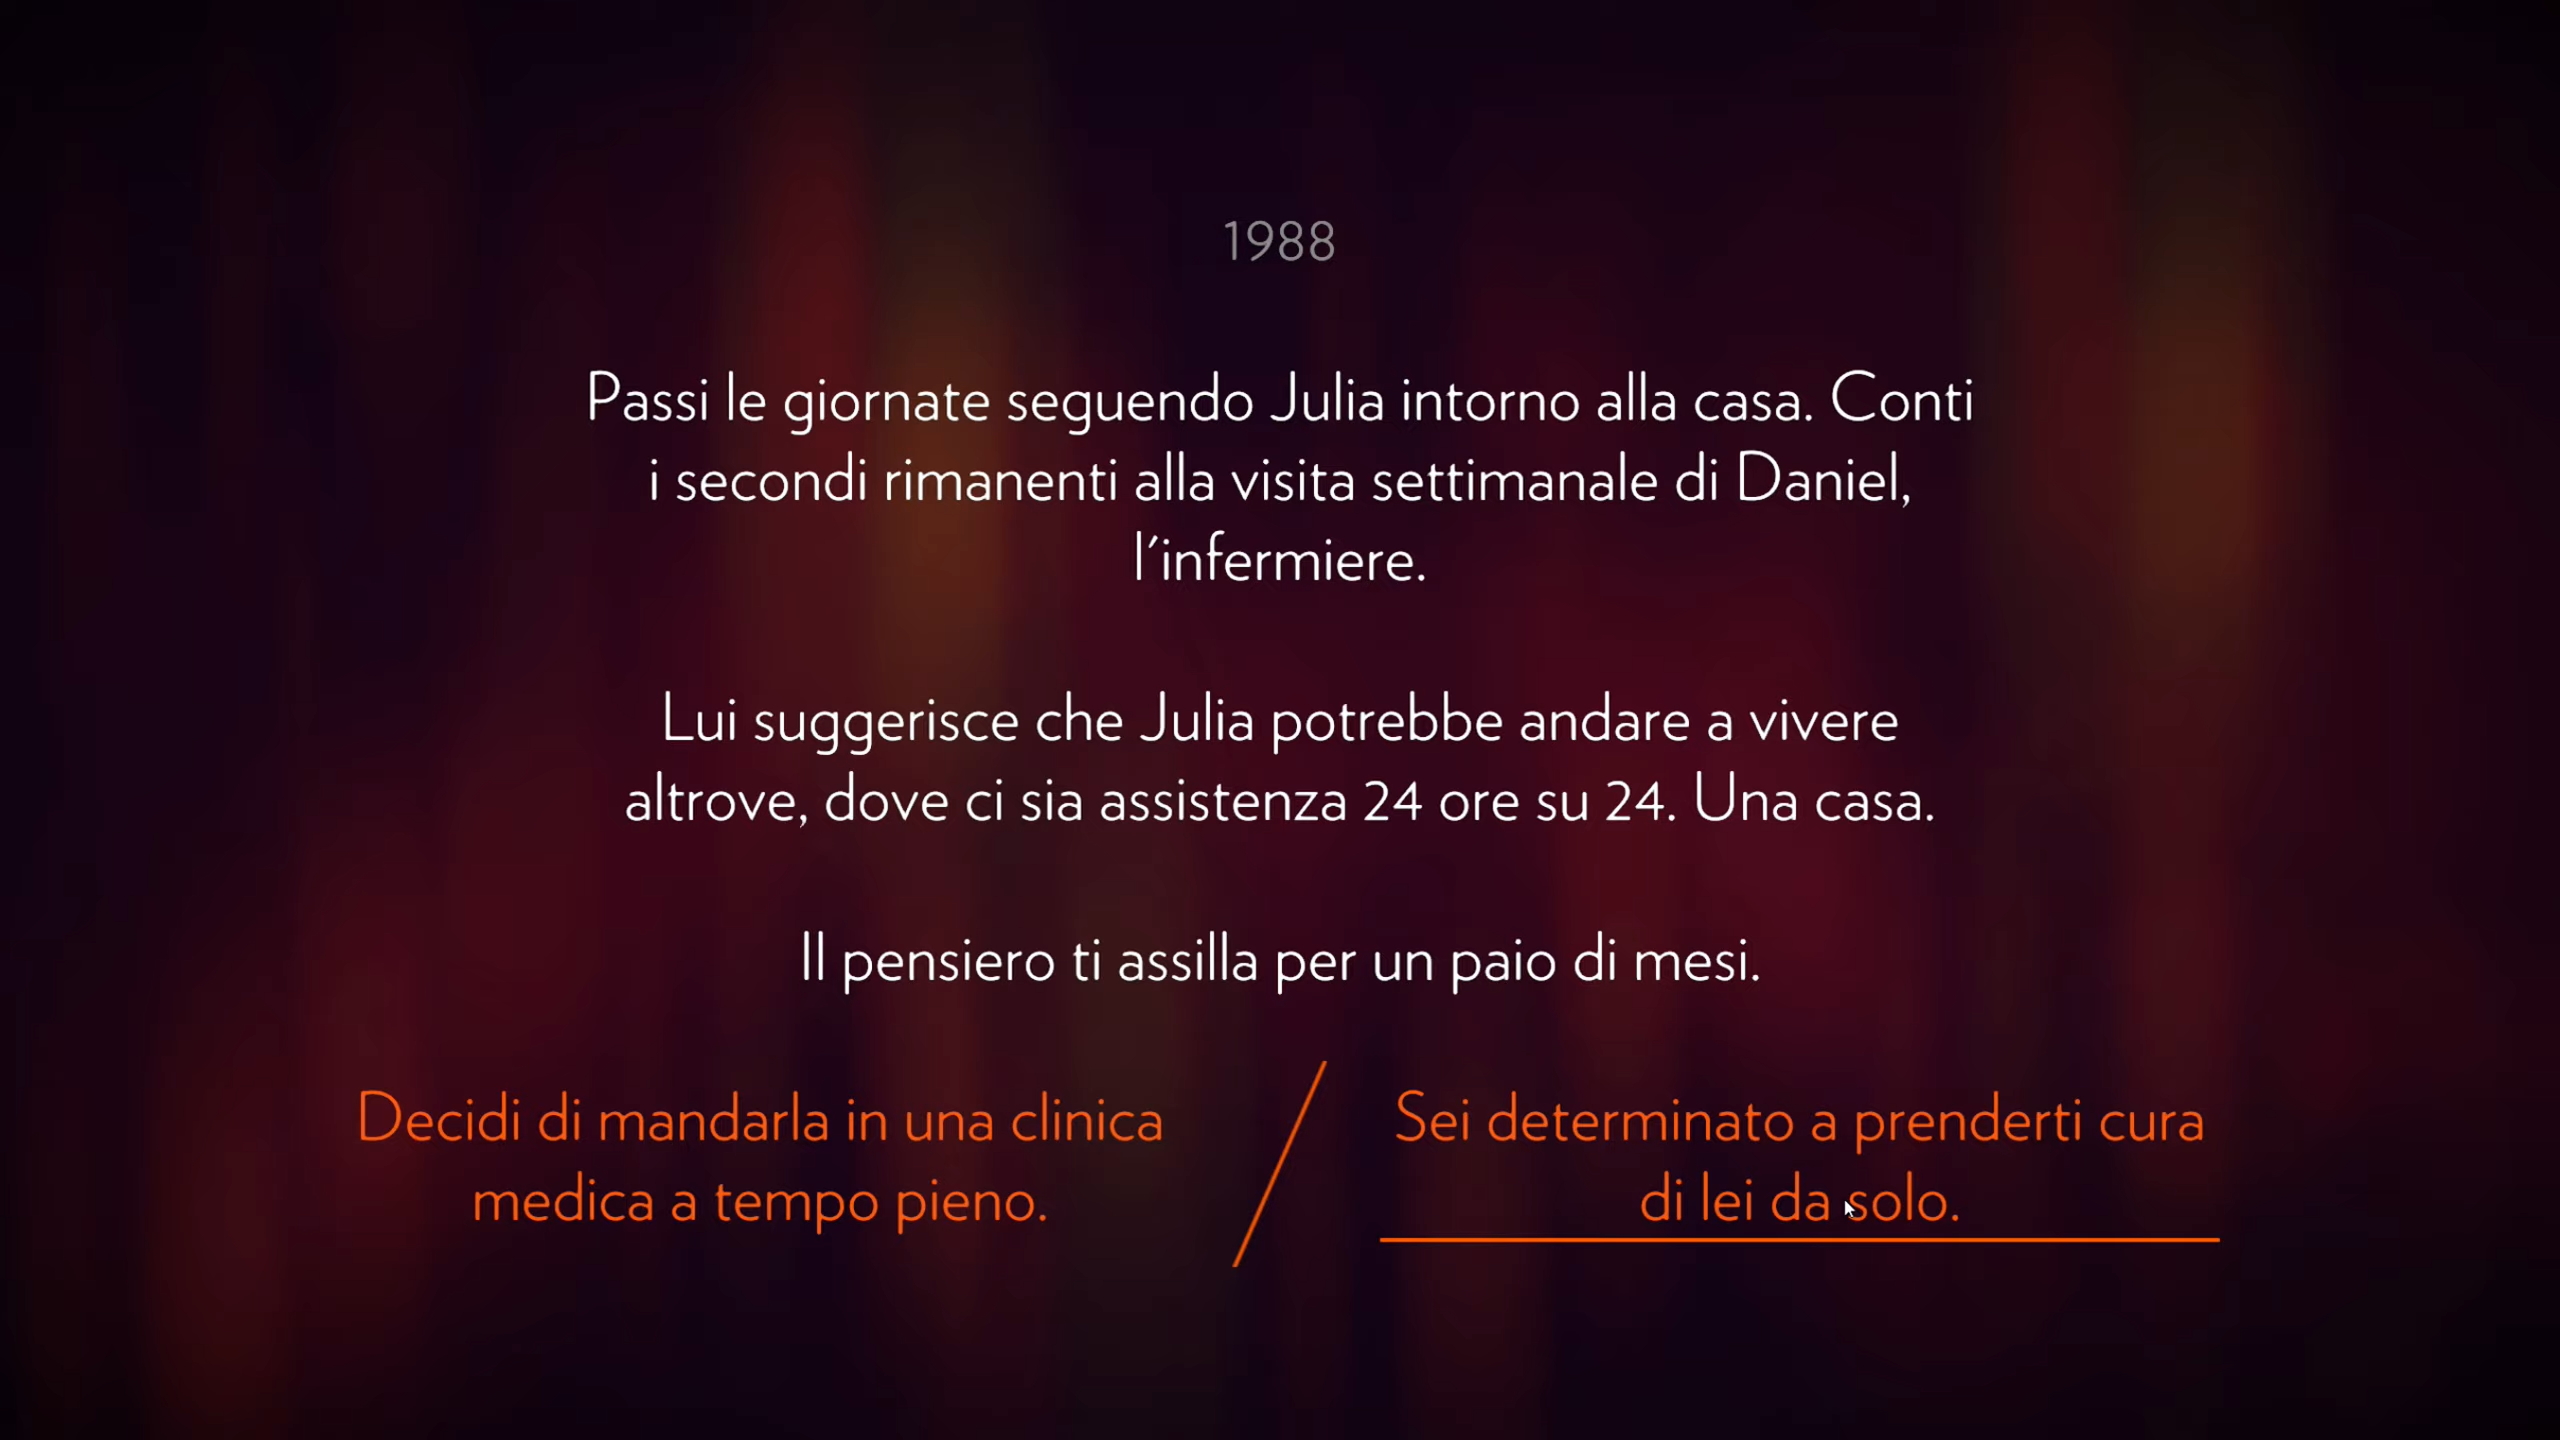 1988
Passi le giornate seguendo Julia intorno alla casa. Conti
i secondi rimanenti alla visita settimanale di Daniel,
l'infermiere.
Lui suggerisce che Julia potrebbe andare a vivere
altrove, dove ci sia assistenza 24 ore su 24. Una casa.
Il pensiero ti assilla per un paio di mesi.
Decidi di mandarla in una clinica
medica a tempo pieno.
/
Sei determinato a prenderti cura
di lei da solo.